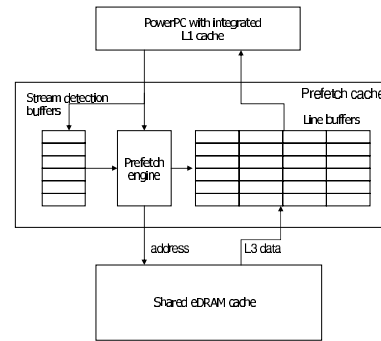 PowerPC with integrated
L1 cache
Prefetch cache
Stream detection
buffers
Line buffers
Prefetch
engine
address
L3 data
Shared eDRAM cache